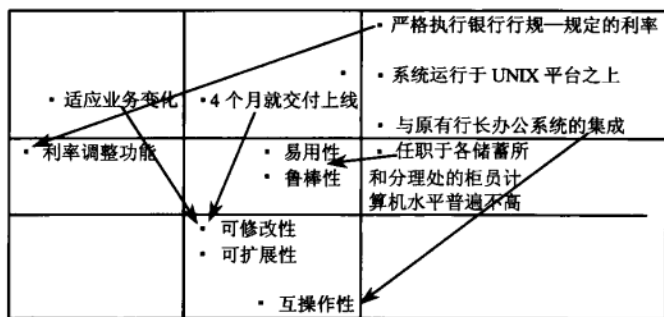 ▪ 严格执行银行行规—规定的利率
▪ 系统运行于 UNIX 平台之上
▪ 适应业务变化
▪ 4 个月就交付上线
▪ 与原有行长办公系统的集成
▪ 利率调整功能
▪ 易用性
▪ 任职于各储蓄所
▪ 鲁棒性
和分理处的柜员计
算机水平普遍不高
▪ 可修改性
▪ 可扩展性
▪ 互操作性